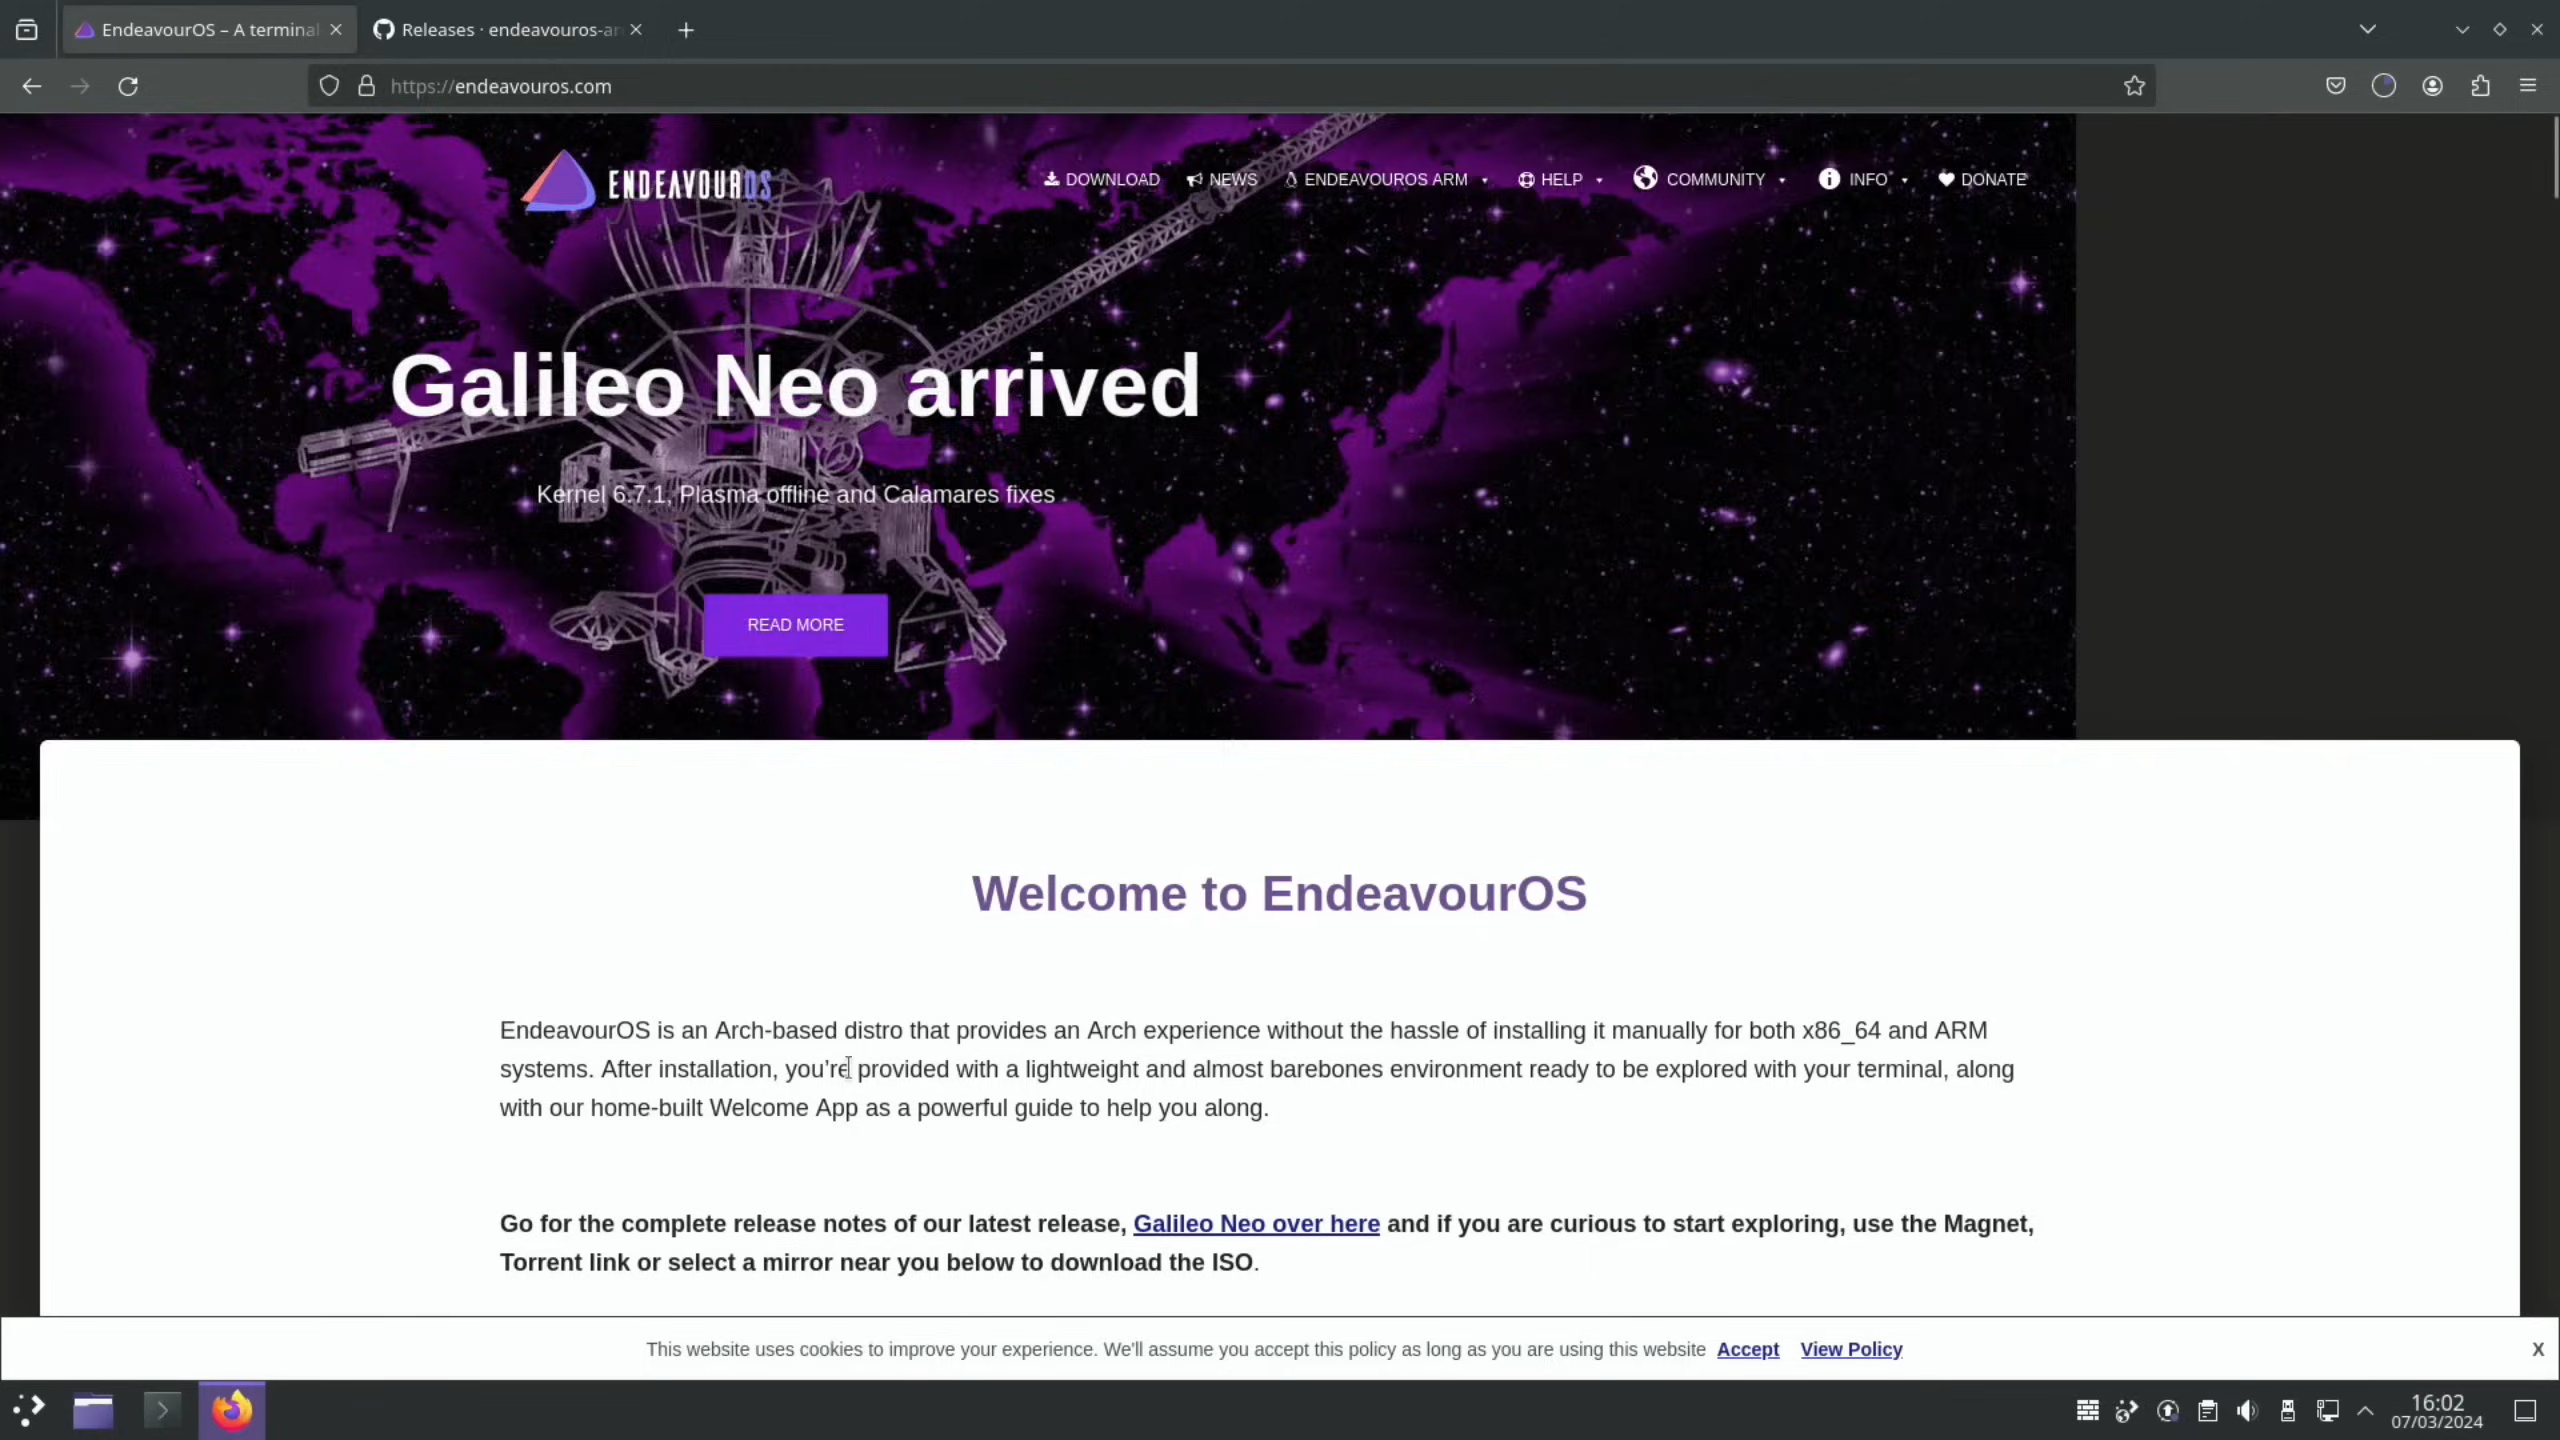 EndeavourOS – A terminal
Releases · endeavouros-ar
https://endeavouros.com
ENDEAVOUROS
DOWNLOAD NEWS ENDEAVOUROS ARM HELP COMMUNITY INFO DONATE
Galileo Neo arrived
Kernel 6.7.1, Plasma offline and Calamares fixes
READ MORE
Welcome to EndeavourOS
EndeavourOS is an Arch-based distro that provides an Arch experience without the hassle of installing it manually for both x86_64 and ARM
systems. After installation, you’re provided with a lightweight and almost barebones environment ready to be explored with your terminal, along
with our home-built Welcome App as a powerful guide to help you along.
Go for the complete release notes of our latest release, Galileo Neo over here and if you are curious to start exploring, use the Magnet,
Torrent link or select a mirror near you below to download the ISO.
This website uses cookies to improve your experience. We'll assume you accept this policy as long as you are using this website Accept View Policy X
16:02
07/03/2024